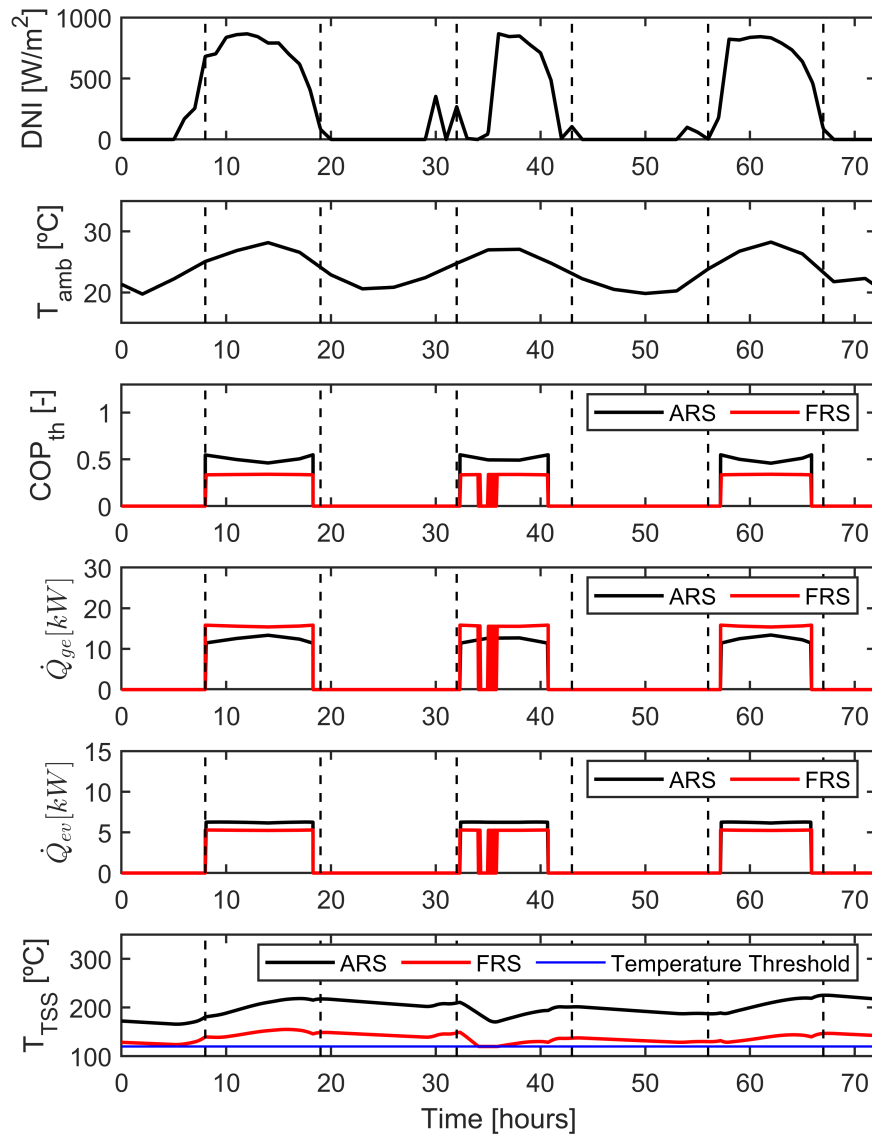 DNI [W/m²]
1000
500
0
0 10 20 30 40 50 60 70
T_amb [ºC]
30
20
0 10 20 30 40 50 60 70
COP_th [-]
1
0.5
0
ARS FRS
0 10 20 30 40 50 60 70
Q̇_ge [kW]
30
20
10
0
ARS FRS
0 10 20 30 40 50 60 70
Q̇_ev [kW]
15
10
5
0
ARS FRS
0 10 20 30 40 50 60 70
T_TSS [ºC]
300
200
100
ARS FRS Temperature Threshold
0 10 20 30 40 50 60 70
Time [hours]